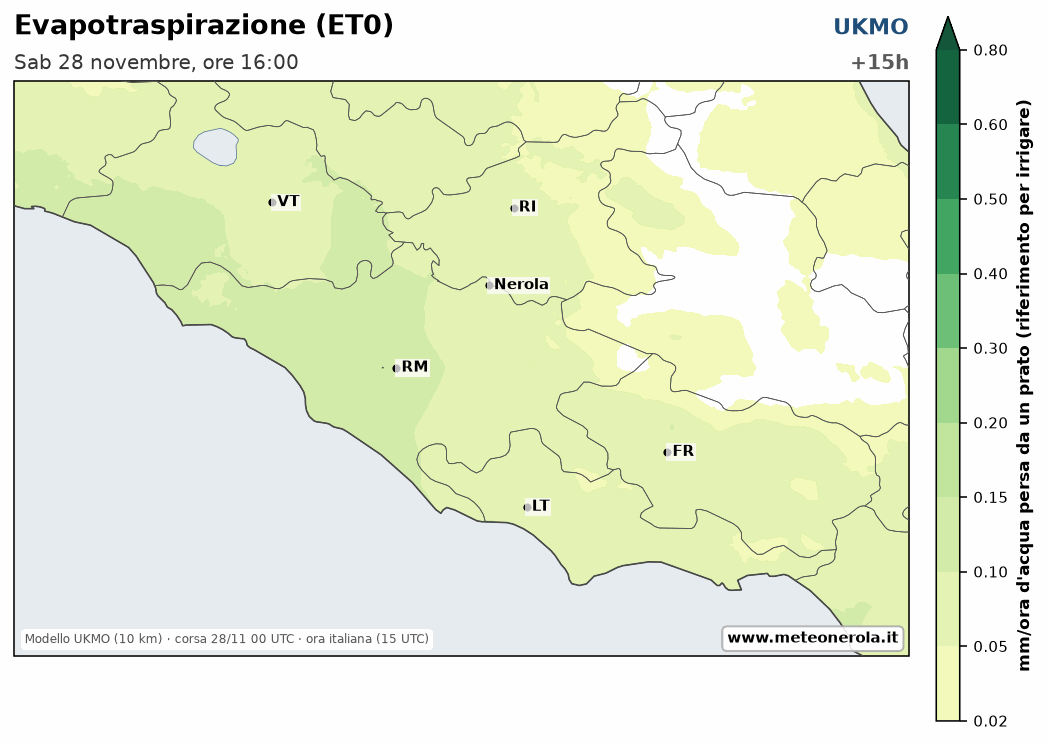 Evapotraspirazione (ET0)
UKMO
Sab 28 novembre, ore 16:00
+15h
VT
RI
Nerola
RM
FR
LT
Modello UKMO (10 km) · corsa 28/11 00 UTC · ora italiana (15 UTC)
www.meteonerola.it
0.80
0.60
0.50
0.40
0.30
0.20
0.15
0.10
0.05
0.02
mm/ora d'acqua persa da un prato (riferimento per irrigare)